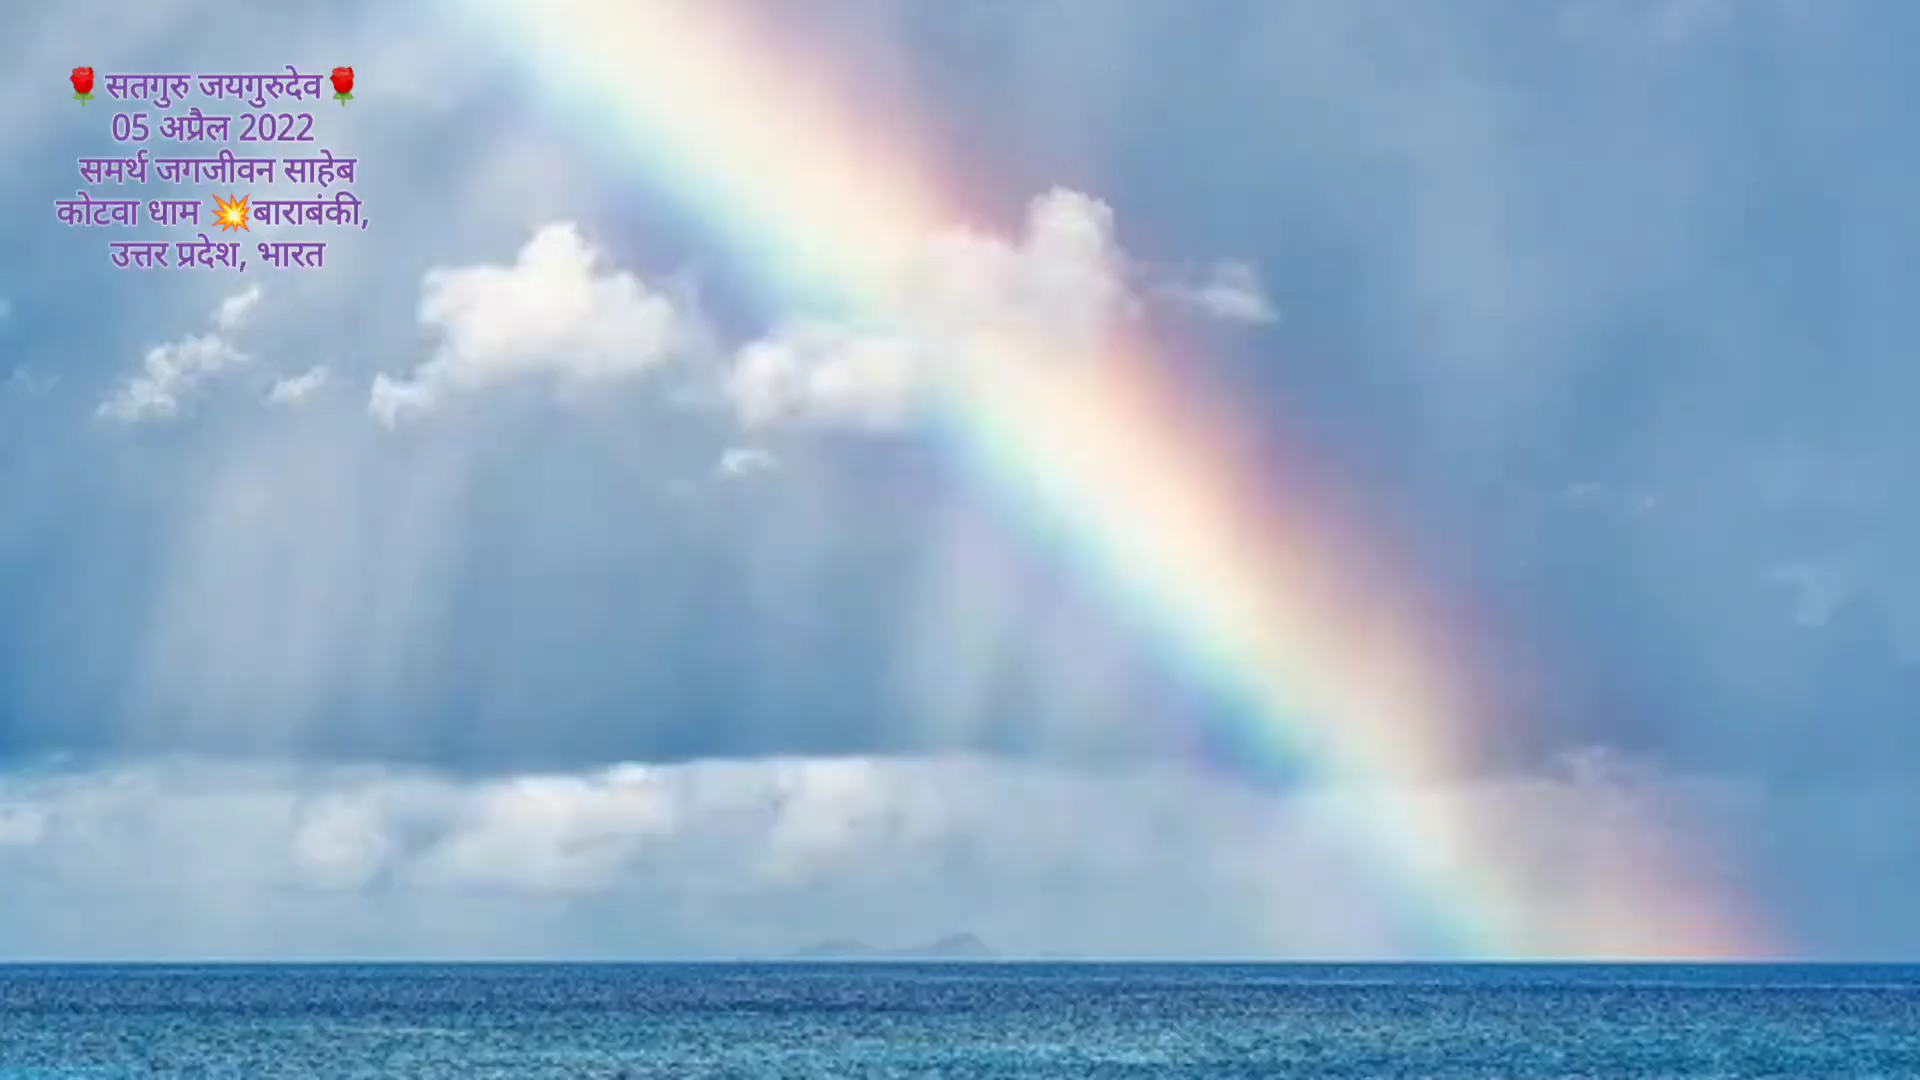 🌹सतगुरु जयगुरुदेव🌹
05 अप्रैल 2022
समर्थ जगजीवन साहेब
कोटवा धाम 💥बाराबंकी,
उत्तर प्रदेश, भारत